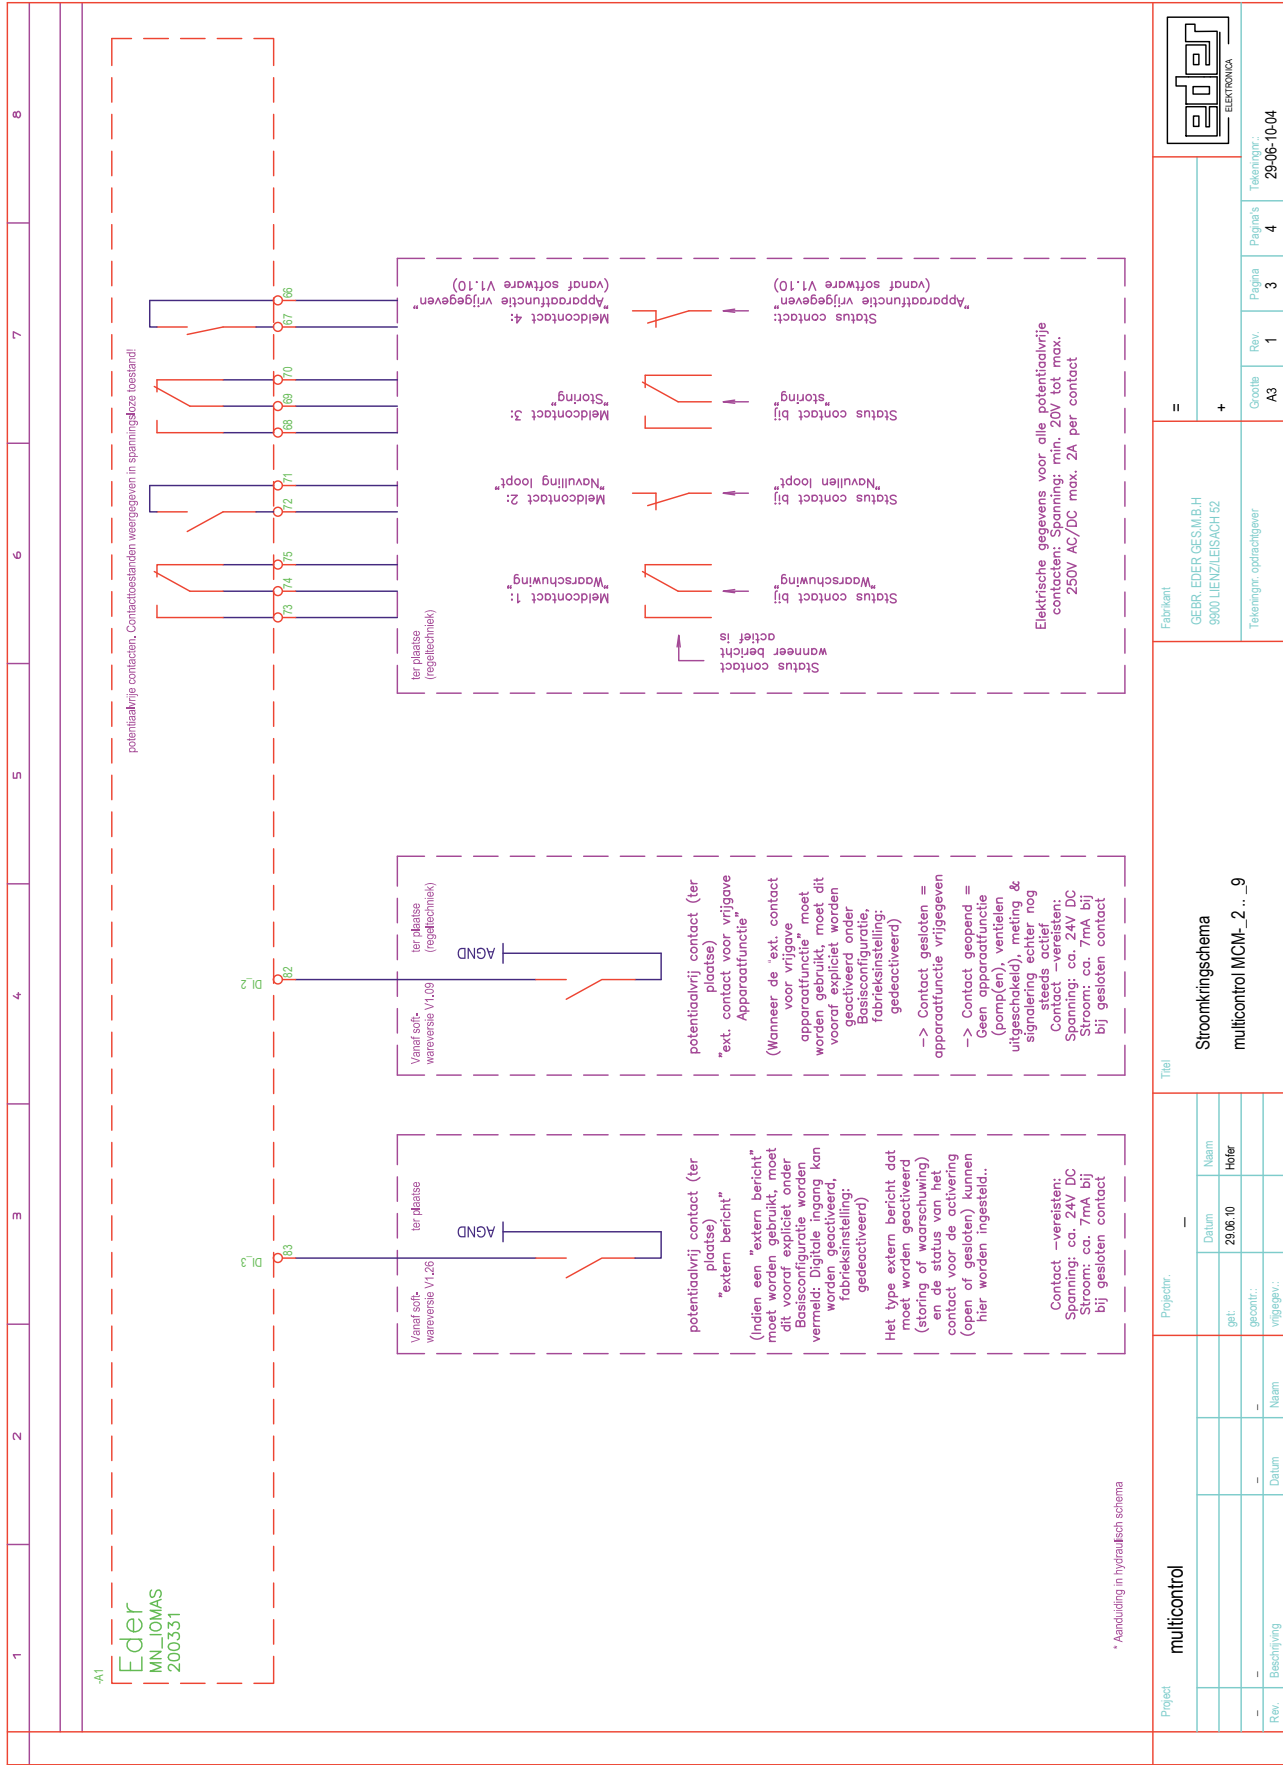 1
2
3
4
5
6
7
8
-A1
Eder
MN_IOMAS
200331
DI_3
83
DI_2
82
potentiaalvrije contacten. Contacttoestanden weergegeven in spanningsloze toestand!
73
74
75
72
71
68
69
70
67
66
Vanaf soft-
wareversie V1.26
ter plaatse
AGND
potentiaalvrij contact (ter
plaatse)
"extern bericht"
(Indien een "extern bericht"
moet worden gebruikt, moet
dit vooraf expliciet onder
Basisconfiguratie worden
vermeld: Digitale ingang kan
worden geactiveerd,
fabrieksinstelling:
gedeactiveerd)
Het type extern bericht dat
moet worden geactiveerd
(storing of waarschuwing)
en de status van het
contact voor de activering
(open of gesloten) kunnen
hier worden ingesteld..
Contact –vereisten:
Spanning: ca. 24V DC
Stroom: ca. 7mA bij
bij gesloten contact
Vanaf soft-
wareversie V1.09
ter plaatse
(regeltechniek)
AGND
potentiaalvrij contact (ter
plaatse)
"ext. contact voor vrijgave
Apparaatfunctie"
(Wanneer de "ext. contact
voor vrijgave
apparaatfunctie" moet
worden gebruikt, moet dit
vooraf expliciet worden
geactiveerd onder
Basisconfiguratie,
fabrieksinstelling:
gedeactiveerd)
–> Contact gesloten =
apparaatfunctie vrijgegeven
–> Contact geopend =
Geen apparaatfunctie
(pomp(en), ventielen
uitgeschakeld), meting &
signalering echter nog
steeds actief
Contact –vereisten:
Spanning: ca. 24V DC
Stroom: ca. 7mA bij
bij gesloten contact
ter plaatse
(regeltechniek)
Meldcontact 1:
"Waarschuwing"
Meldcontact 2:
"Navulling loopt"
Meldcontact 3:
"Storing"
Meldcontact 4:
"Apparaatfunctie vrijgegeven"
(vanaf software V1.10)
Status contact
wanneer bericht
actief is
Status contact bij
"Waarschuwing"
Status contact bij
"Navullen loopt"
Status contact bij
"storing"
Status contact:
"Apparaatfunctie vrijgegeven"
(vanaf software V1.10)
Elektrische gegevens voor alle potentiaalvrije
contacten: Spanning: min. 20V tot max.
250V AC/DC max. 2A per contact
* Aanduiding in hydraulisch schema
Project
multicontrol
– – –
Rev. Beschrijving Datum Naam
Projectnr.
–
Datum Naam
get: 29.06.10 Hofer
gecontr.:
vrijgegev.:
Titel
Stroomkringschema
multicontrol MCM-_2 .. _9
Fabrikant
GEBR. EDER GES.M.B.H
9900 LIENZ/LEISACH 52
Tekeningnr. opdrachtgever
=
+
Grootte
A3
Rev.
1
Pagina
3
Pagina's
4
Tekeningnr.:
29-06-10-04
eder
ELEKTRONICA